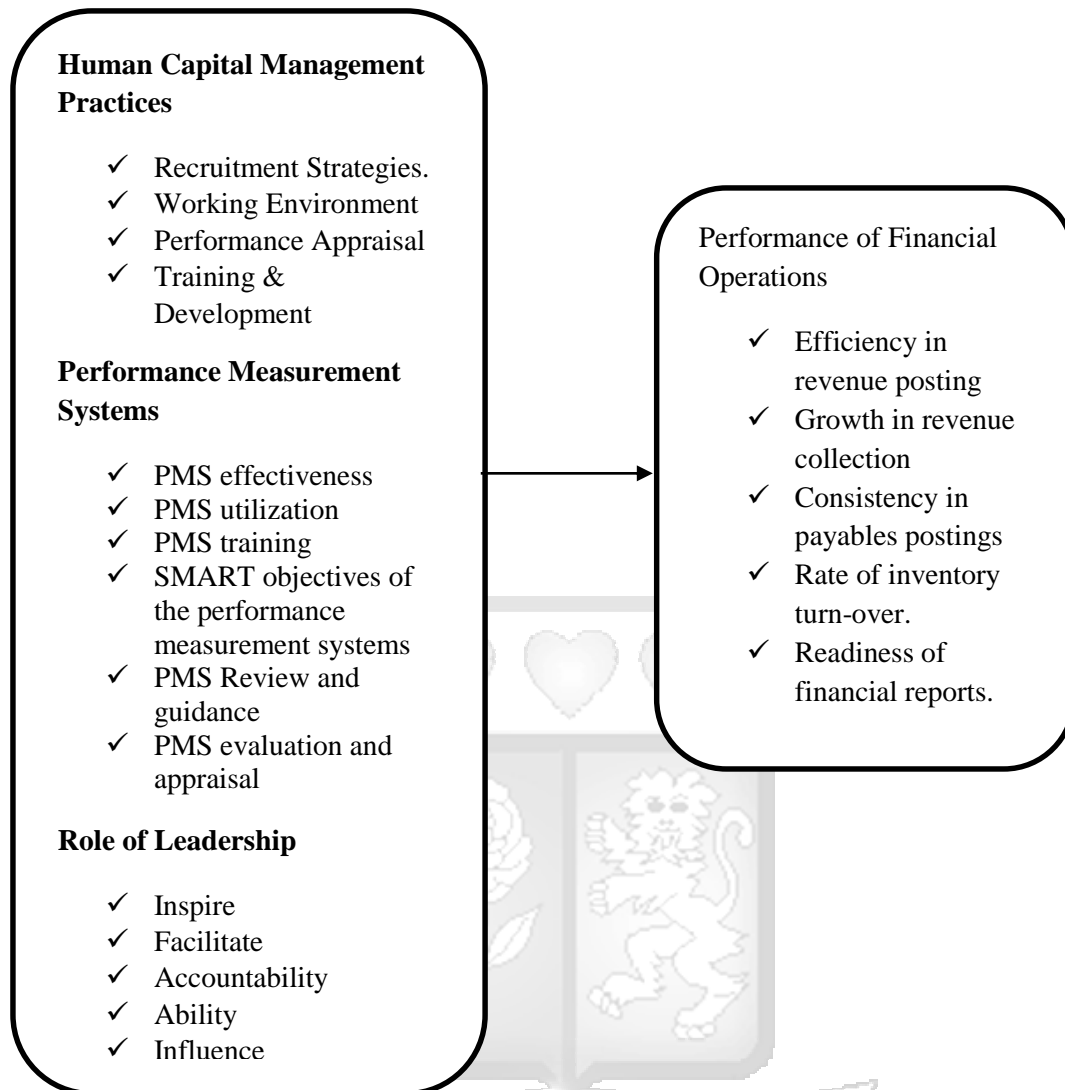 Human Capital Management
Practices
✓ Recruitment Strategies.
✓ Working Environment
✓ Performance Appraisal
✓ Training &
Development
Performance Measurement
Systems
✓ PMS effectiveness
✓ PMS utilization
✓ PMS training
✓ SMART objectives of
the performance
measurement systems
✓ PMS Review and
guidance
✓ PMS evaluation and
appraisal
Role of Leadership
✓ Inspire
✓ Facilitate
✓ Accountability
✓ Ability
✓ Influence
Performance of Financial
Operations
✓ Efficiency in
revenue posting
✓ Growth in revenue
collection
✓ Consistency in
payables postings
✓ Rate of inventory
turn-over.
✓ Readiness of
financial reports.